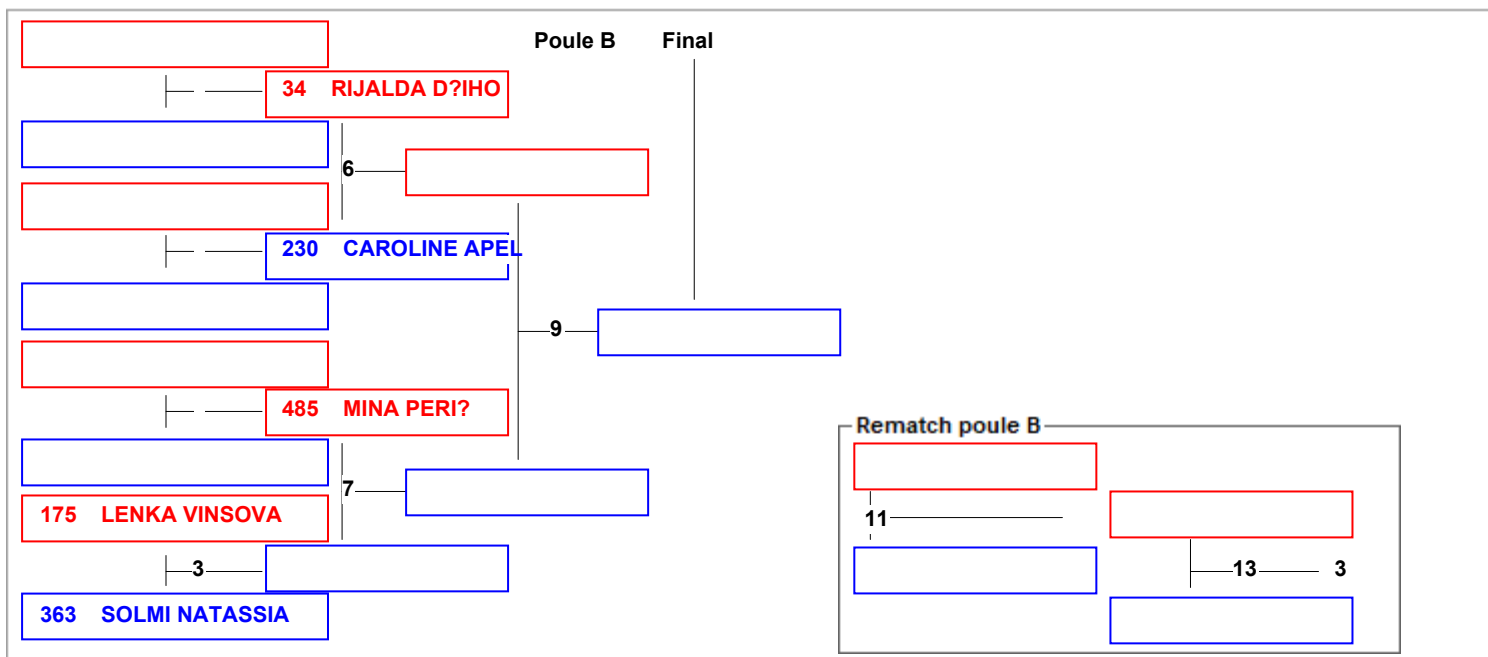 Poule B Final
34 RIJALDA D?IHO
6
230 CAROLINE APEL
9
485 MINA PERI?
Rematch poule B
7
175 LENKA VINSOVA
11
3
13 3
363 SOLMI NATASSIA